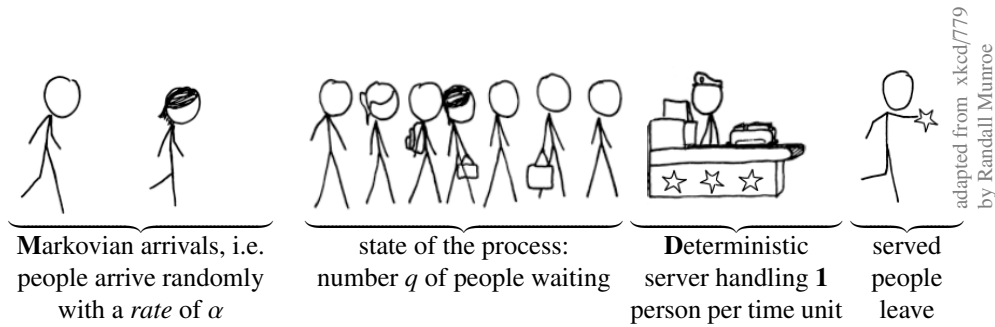 Markovian arrivals, i.e.
people arrive randomly
with a rate of α
state of the process:
number q of people waiting
Deterministic
server handling 1
person per time unit
served
people
leave
adapted from xkcd/779
by Randall Munroe